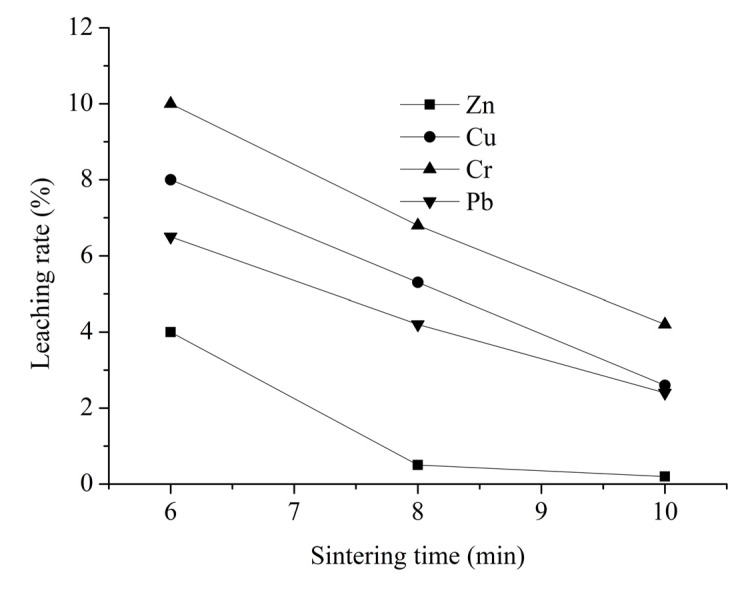 12
10
8
6
4
2
0
Leaching rate (%)
Zn
Cu
Cr
Pb
6 7 8 9 10
Sintering time (min)